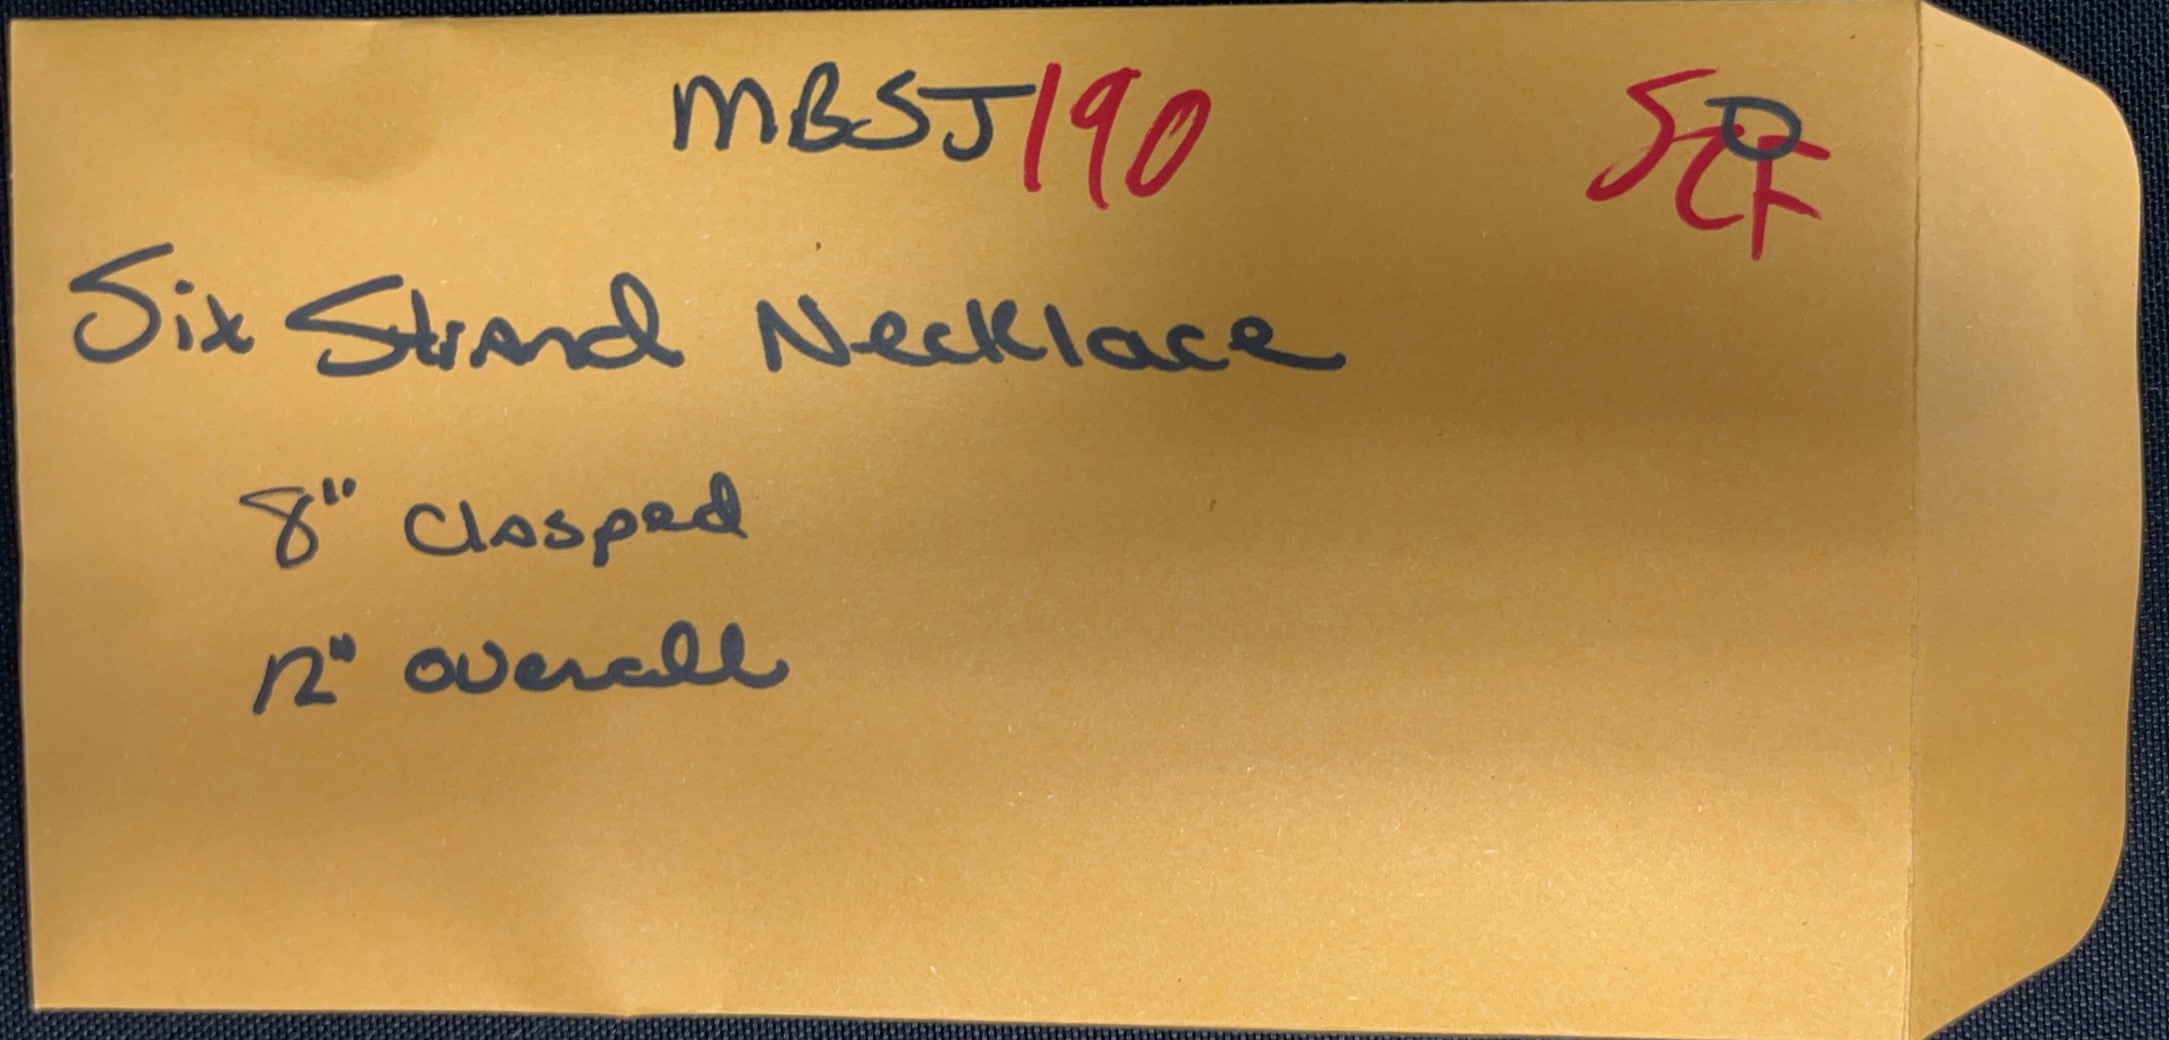 MBSJ190
Six Strand Necklace
8" Clasped
12" overall